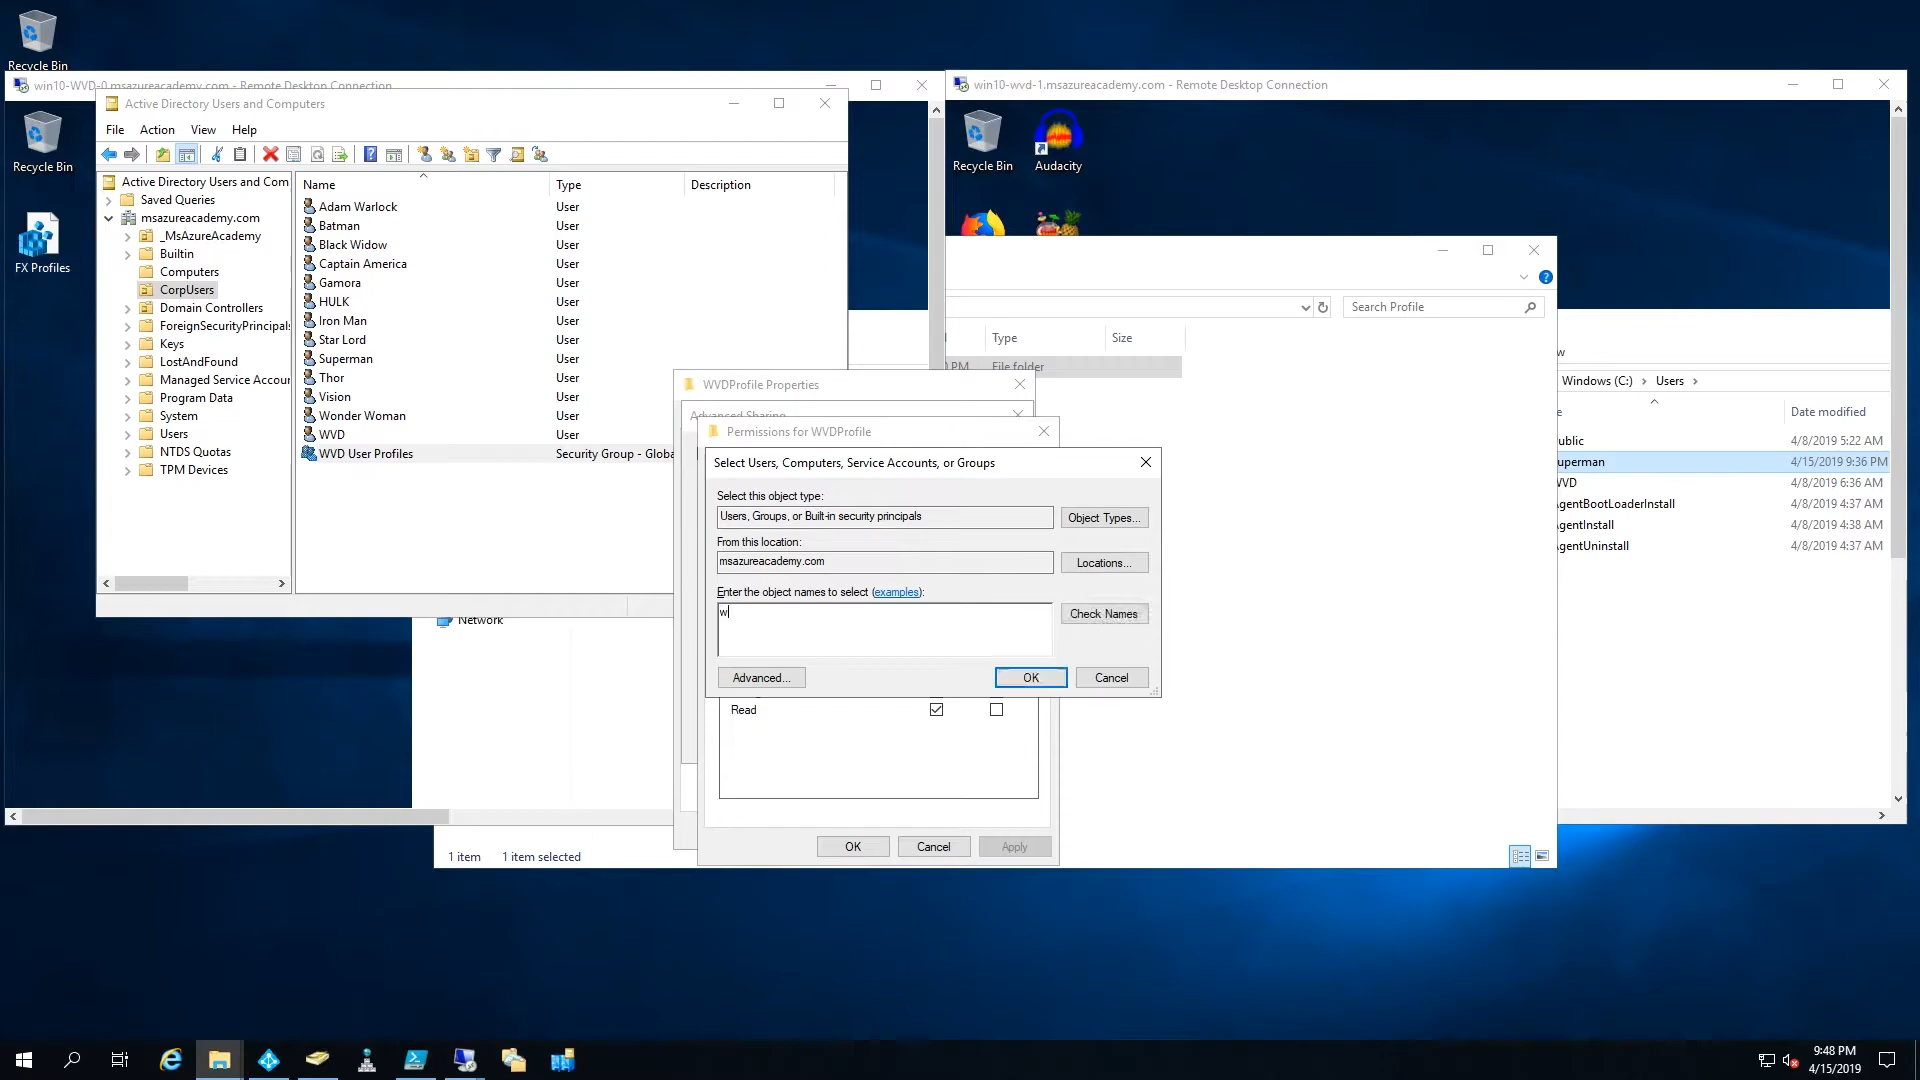 Recycle Bin
win10-WVD-0.msazureacademy.com - Remote Desktop Connection
Recycle Bin
FX Profiles
Active Directory Users and Computers
File Action View Help
Active Directory Users and Com
Saved Queries
msazureacademy.com
_MsAzureAcademy
Builtin
Computers
CorpUsers
Domain Controllers
ForeignSecurityPrincipals
Keys
LostAndFound
Managed Service Accoun
Program Data
System
Users
NTDS Quotas
TPM Devices
Name Type Description
Adam Warlock User
Batman User
Black Widow User
Captain America User
Gamora User
HULK User
Iron Man User
Star Lord User
Superman User
Thor User
Vision User
Wonder Woman User
WVD User
WVD User Profiles Security Group - Globa
win10-wvd-1.msazureacademy.com - Remote Desktop Connection
Recycle Bin
Audacity
Search Profile
Type Size
PM File folder
w
Windows (C:) > Users >
e Date modified
ublic 4/8/2019 5:22 AM
uperman 4/15/2019 9:36 PM
VD 4/8/2019 6:36 AM
gentBootLoaderInstall 4/8/2019 4:37 AM
gentInstall 4/8/2019 4:38 AM
gentUninstall 4/8/2019 4:37 AM
WVDProfile Properties
Advanced Sharing
Permissions for WVDProfile
Select Users, Computers, Service Accounts, or Groups
Select this object type:
Users, Groups, or Built-in security principals
Object Types...
From this location:
msazureacademy.com
Locations...
Enter the object names to select (examples):
w
Check Names
Advanced...
OK
Cancel
Read
OK Cancel Apply
Network
1 item 1 item selected
9:48 PM
4/15/2019